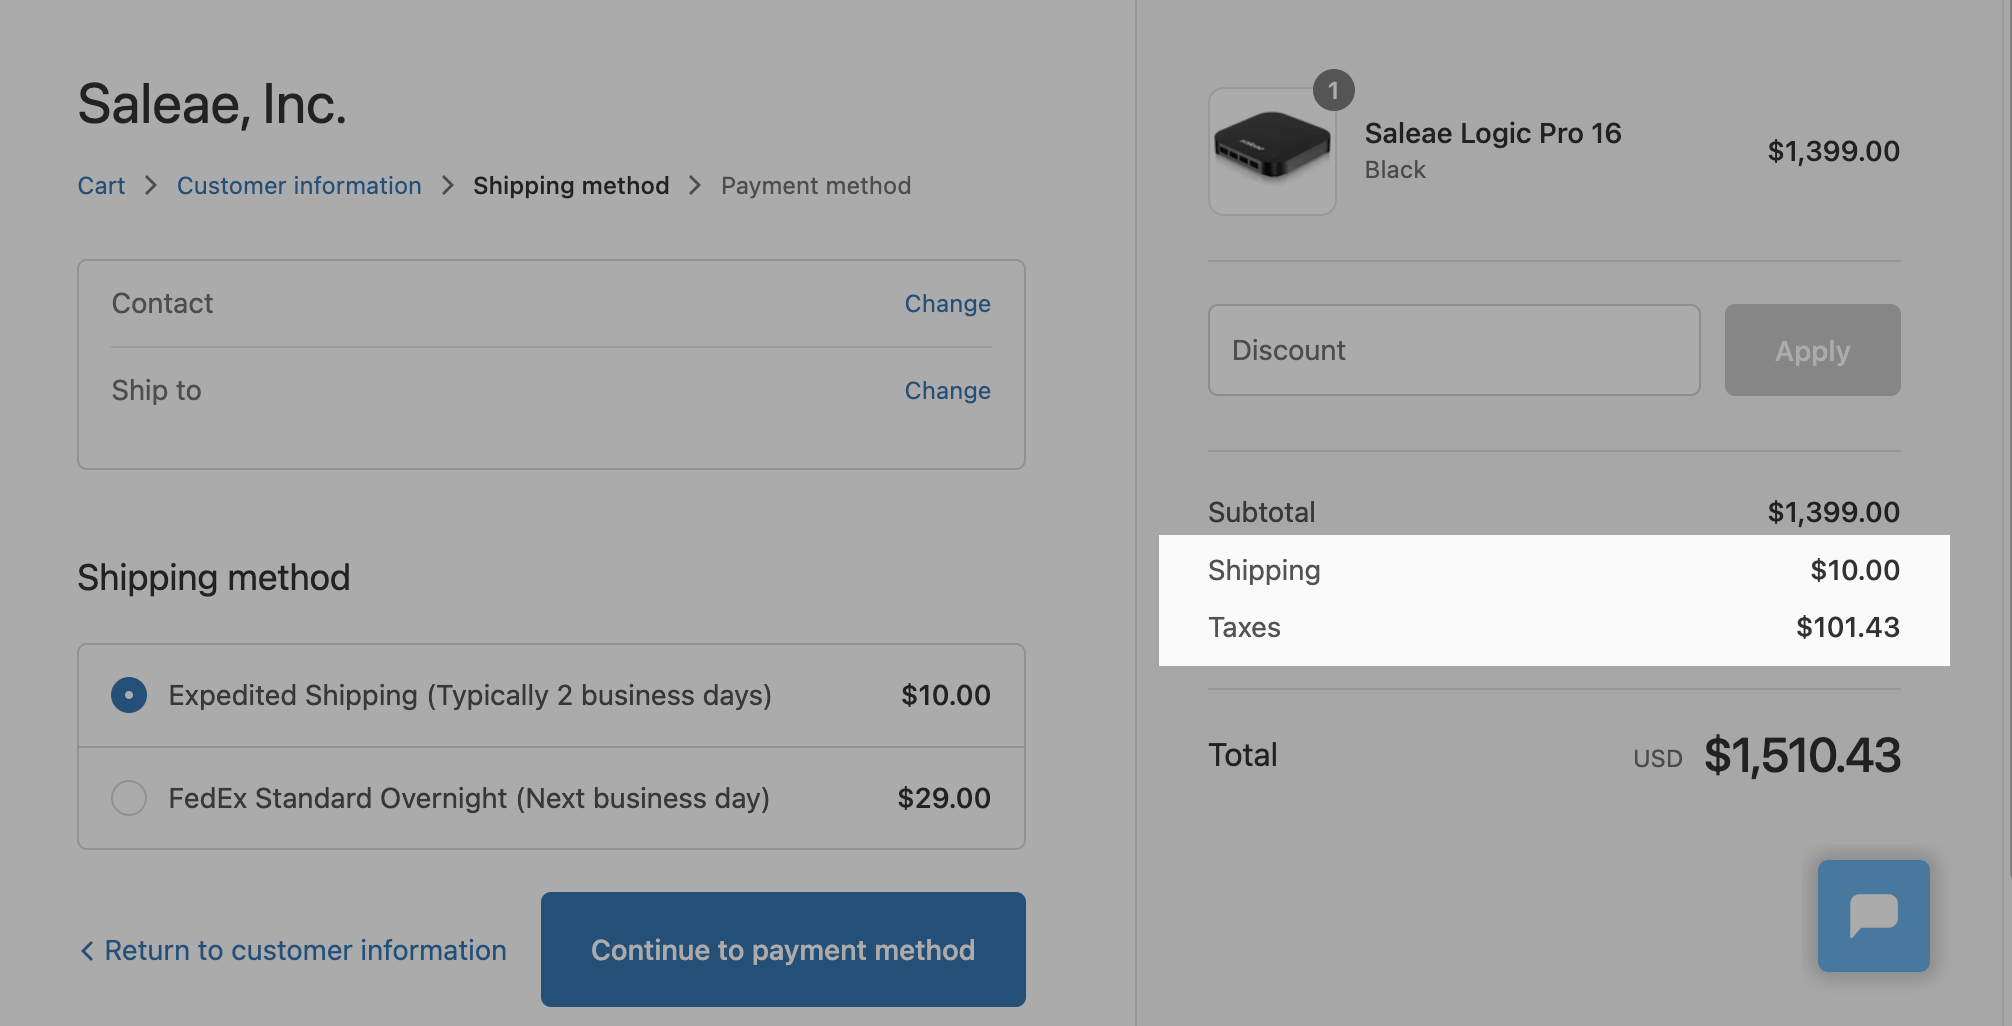 Saleae, Inc.
Cart > Customer information > Shipping method > Payment method
Contact Change
Ship to Change
Shipping method
Expedited Shipping (Typically 2 business days) $10.00
FedEx Standard Overnight (Next business day) $29.00
< Return to customer information
Continue to payment method
1
saleae
Saleae Logic Pro 16
Black
$1,399.00
Discount
Apply
Subtotal $1,399.00
Shipping $10.00
Taxes $101.43
Total USD $1,510.43